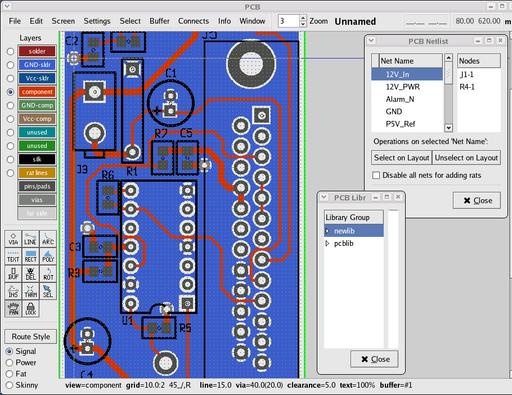 PCB
File Screen Settings Select Buffer Connects Info Window 3 Zoom Unnamed 80.00 620.00 m
Layers
solder
GND-sldr
Vcc-sldr
component
GND-comp
Vcc-comp
unused
unused
silk
rat lines
pins/pads
vias
far side
VIA LINE ARC
TEXT RECT POLY
BUF DEL ROT
INS THRM SEL
PAN LOCK
Route Style
Signal
Power
Fat
Skinny
C2
J3
C1
R7 C5
J3
R1
R6
C3
R3
U1
R5
C4
PCB Netlist
Net Name Nodes
12V_In J1-1
12V_PWR R4-1
Alarm_N
GND
P5V_Ref
Operations on selected 'Net Name':
Select on Layout Unselect on Layout
Disable all nets for adding rats
Close
PCB Libr
Library Group
newlib
pcblib
Close
view=component grid=10.0:2 45_/,R line=15.0 via=40.0(20.0) clearance=5.0 text=100% buffer=#1